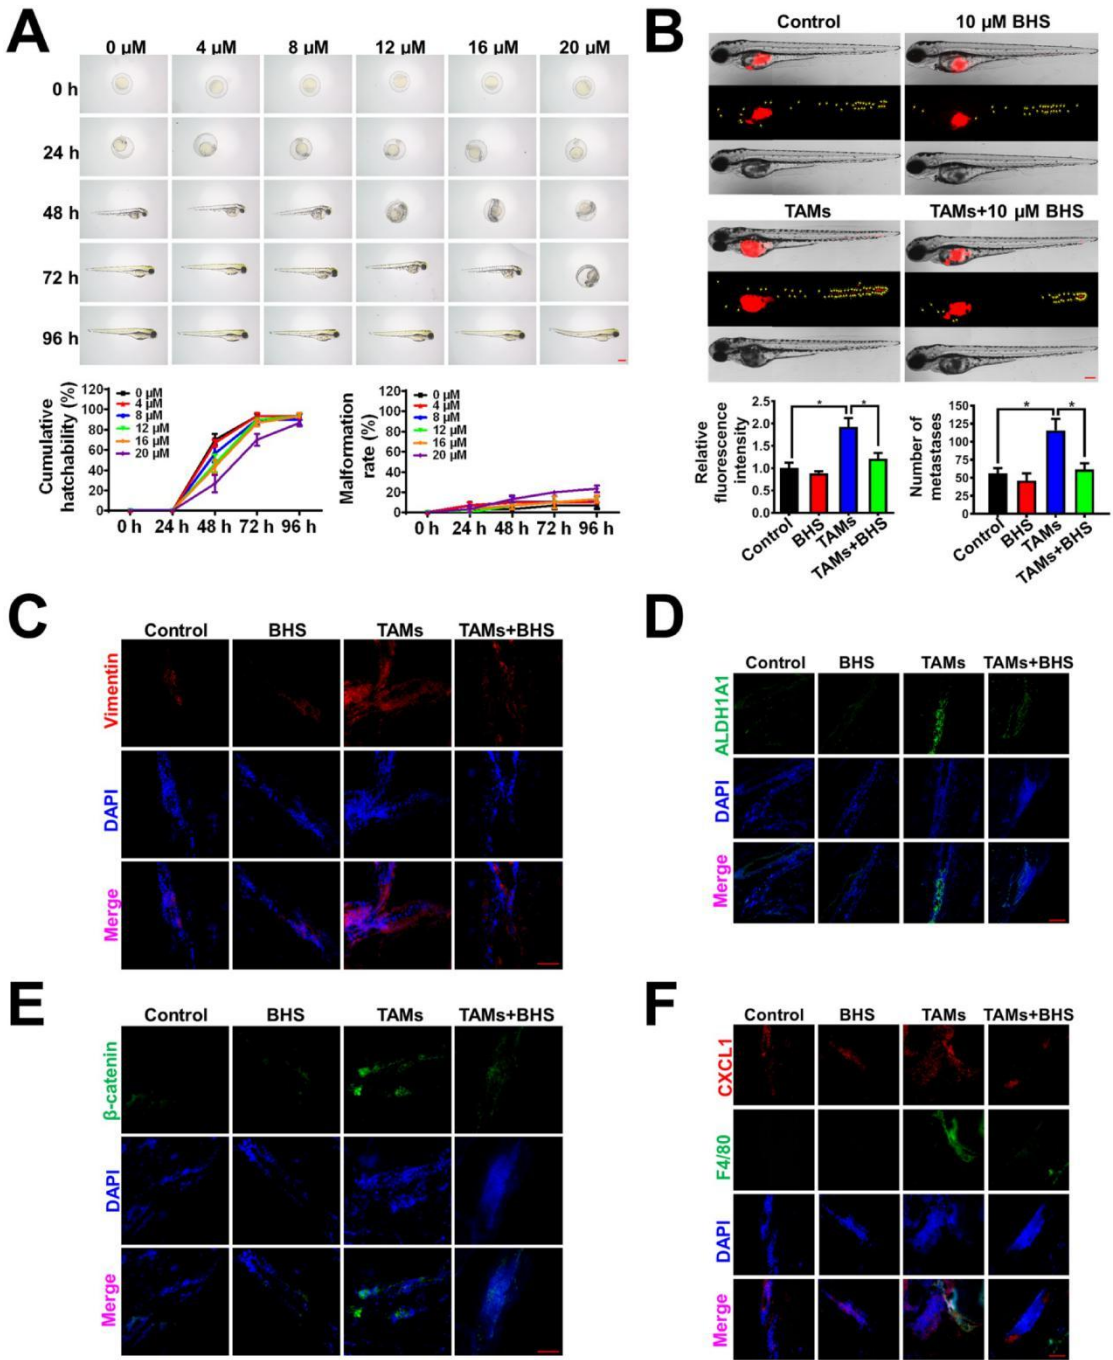 A
0 µM 4 µM 8 µM 12 µM 16 µM 20 µM
0 h
24 h
48 h
72 h
96 h
Cumulative
hatchability (%)
120
100
80
60
40
20
0
0 µM
4 µM
8 µM
12 µM
16 µM
20 µM
0 h 24 h 48 h 72 h 96 h
Malformation
rate (%)
120
100
80
60
40
20
0
0 µM
4 µM
8 µM
12 µM
16 µM
20 µM
0 h 24 h 48 h 72 h 96 h
B
Control 10 µM BHS
TAMs TAMs+10 µM BHS
Relative
fluorescence
intensity
2.5
2.0
1.5
1.0
0.5
0.0
* *
Control
BHS
TAMs
TAMs+BHS
Number of
metastases
150
125
100
75
50
25
0
* *
Control
BHS
TAMs
TAMs+BHS
C
Control BHS TAMs TAMs+BHS
Vimentin
DAPI
Merge
D
Control BHS TAMs TAMs+BHS
ALDH1A1
DAPI
Merge
E
Control BHS TAMs TAMs+BHS
β-catenin
DAPI
Merge
F
Control BHS TAMs TAMs+BHS
CXCL1
F4/80
DAPI
Merge